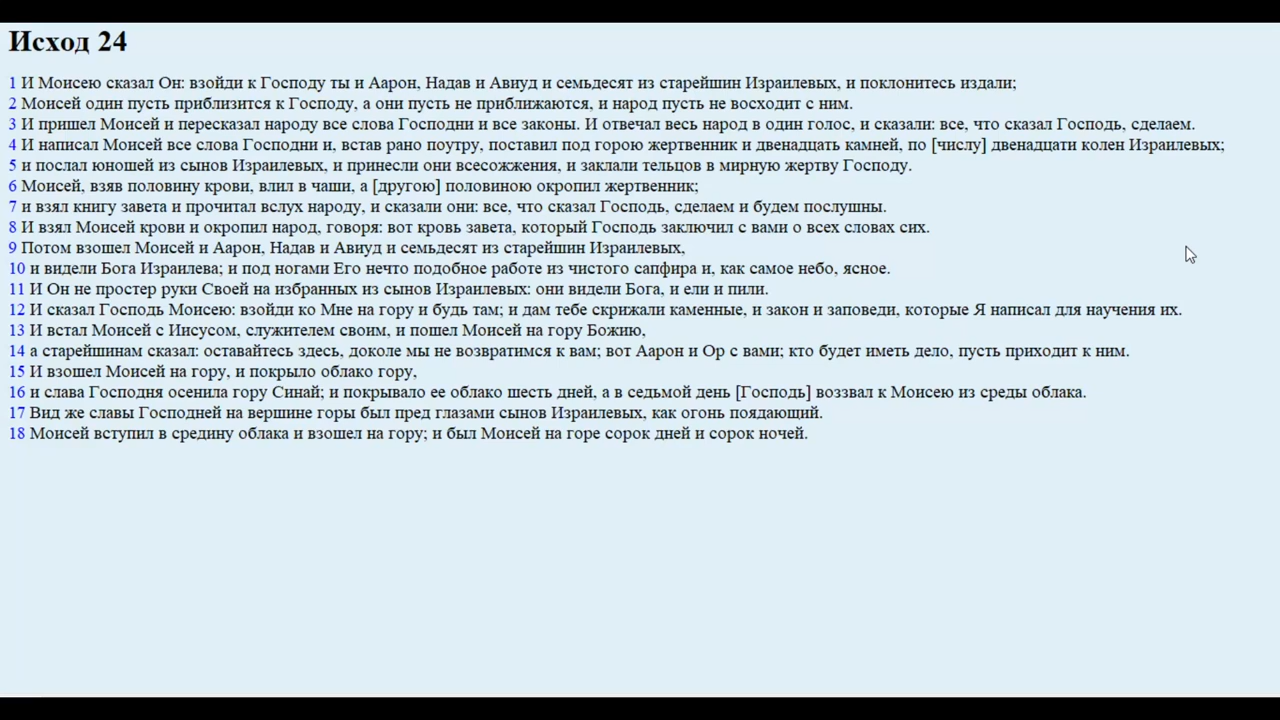 Исход 24
1 И Моисею сказал Он: взойди к Господу ты и Аарон, Надав и Авиуд и семьдесят из старейшин Израилевых, и поклонитесь издали;
2 Моисей один пусть приблизится к Господу, а они пусть не приближаются, и народ пусть не восходит с ним.
3 И пришел Моисей и пересказал народу все слова Господни и все законы. И отвечал весь народ в один голос, и сказали: все, что сказал Господь, сделаем.
4 И написал Моисей все слова Господни и, встав рано поутру, поставил под горою жертвенник и двенадцать камней, по [числу] двенадцати колен Израилевых;
5 и послал юношей из сынов Израилевых, и принесли они всесожжения, и заклали тельцов в мирную жертву Господу.
6 Моисей, взяв половину крови, влил в чаши, а [другою] половиною окропил жертвенник;
7 и взял книгу завета и прочитал вслух народу, и сказали они: все, что сказал Господь, сделаем и будем послушны.
8 И взял Моисей крови и окропил народ, говоря: вот кровь завета, который Господь заключил с вами о всех словах сих.
9 Потом взошел Моисей и Аарон, Надав и Авиуд и семьдесят из старейшин Израилевых,
10 и видели Бога Израилева; и под ногами Его нечто подобное работе из чистого сапфира и, как самое небо, ясное.
11 И Он не простер руки Своей на избранных из сынов Израилевых: они видели Бога, и ели и пили.
12 И сказал Господь Моисею: взойди ко Мне на гору и будь там; и дам тебе скрижали каменные, и закон и заповеди, которые Я написал для научения их.
13 И встал Моисей с Иисусом, служителем своим, и пошел Моисей на гору Божию,
14 а старейшинам сказал: оставайтесь здесь, доколе мы не возвратимся к вам; вот Аарон и Ор с вами; кто будет иметь дело, пусть приходит к ним.
15 И взошел Моисей на гору, и покрыло облако гору,
16 и слава Господня осенила гору Синай; и покрывало ее облако шесть дней, а в седьмой день [Господь] воззвал к Моисею из среды облака.
17 Вид же славы Господней на вершине горы был пред глазами сынов Израилевых, как огонь поядающий.
18 Моисей вступил в средину облака и взошел на гору; и был Моисей на горе сорок дней и сорок ночей.